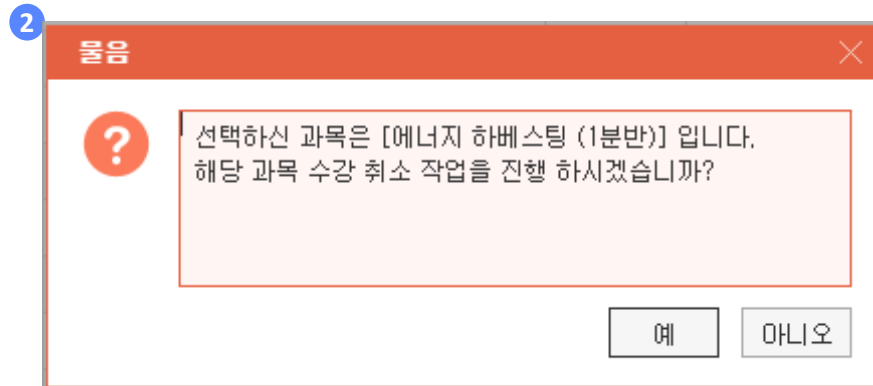 2
물음
?
선택하신 과목은 [에너지 하베스팅 (1분반)] 입니다.
해당 과목 수강 취소 작업을 진행 하시겠습니까?
예
아니오